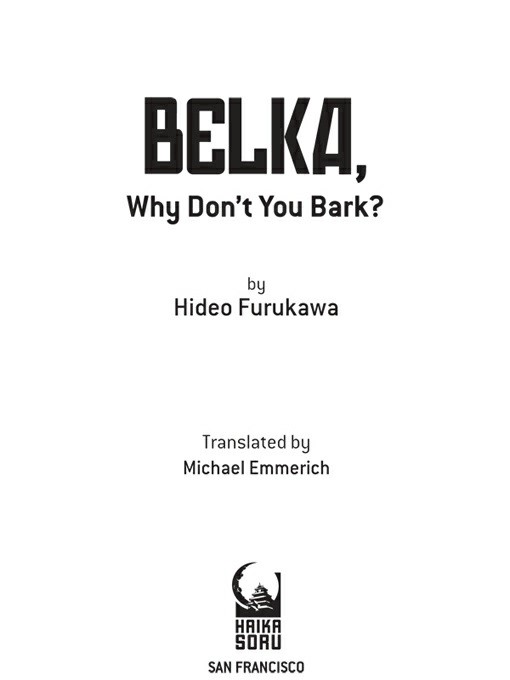 BELKA,
Why Don't You Bark?
by
Hideo Furukawa
Translated by
Michael Emmerich
HAIKA
SORU
SAN FRANCISCO